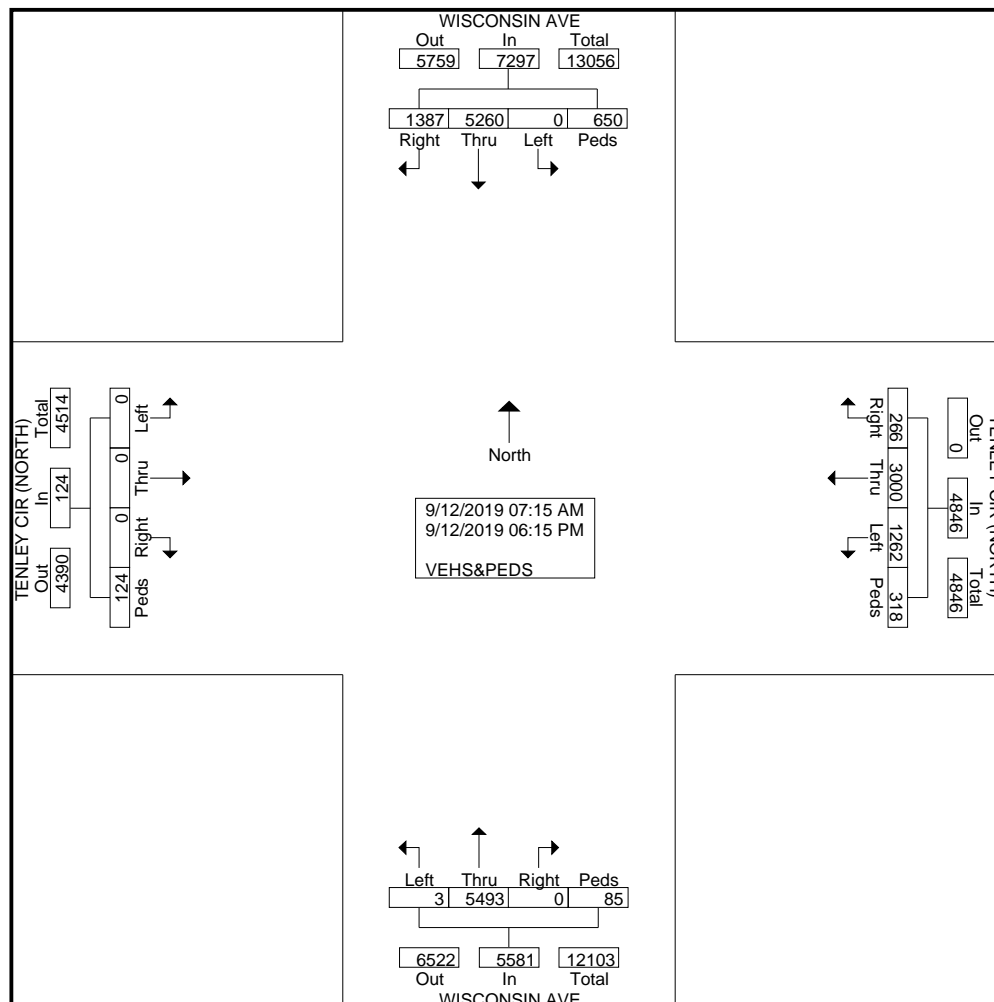 WISCONSIN AVE
Out In Total
5759 7297 13056
1387 5260 0 650
Right Thru Left Peds
TENLEY CIR (NORTH)
Total In Out
4514 124 4390
0 0 0 124
Left Thru Right Peds
North
9/12/2019 07:15 AM
9/12/2019 06:15 PM
VEHS&PEDS
Right Thru Left Peds
266 3000 1262 318
0 4846 4846
Out In Total
CIR (NORTH)
Left Thru Right Peds
3 5493 0 85
6522 5581 12103
Out In Total
WISCONSIN AVE